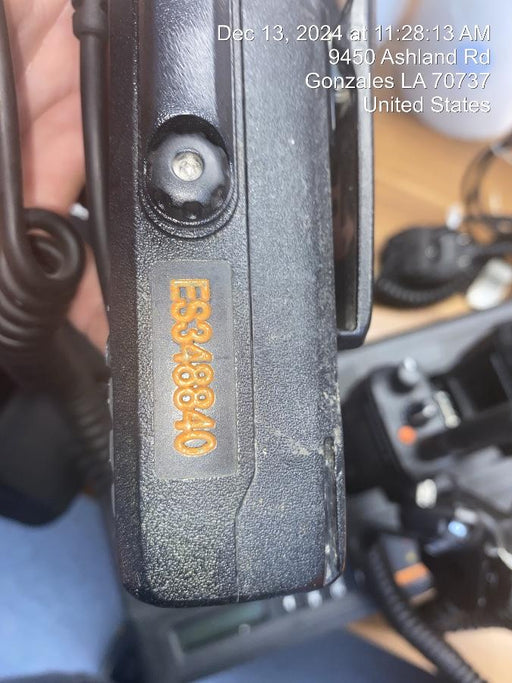 Dec 13, 2024 at 11:28:13 AM
9450 Ashland Rd
Gonzales LA 70737
United States
ES348840